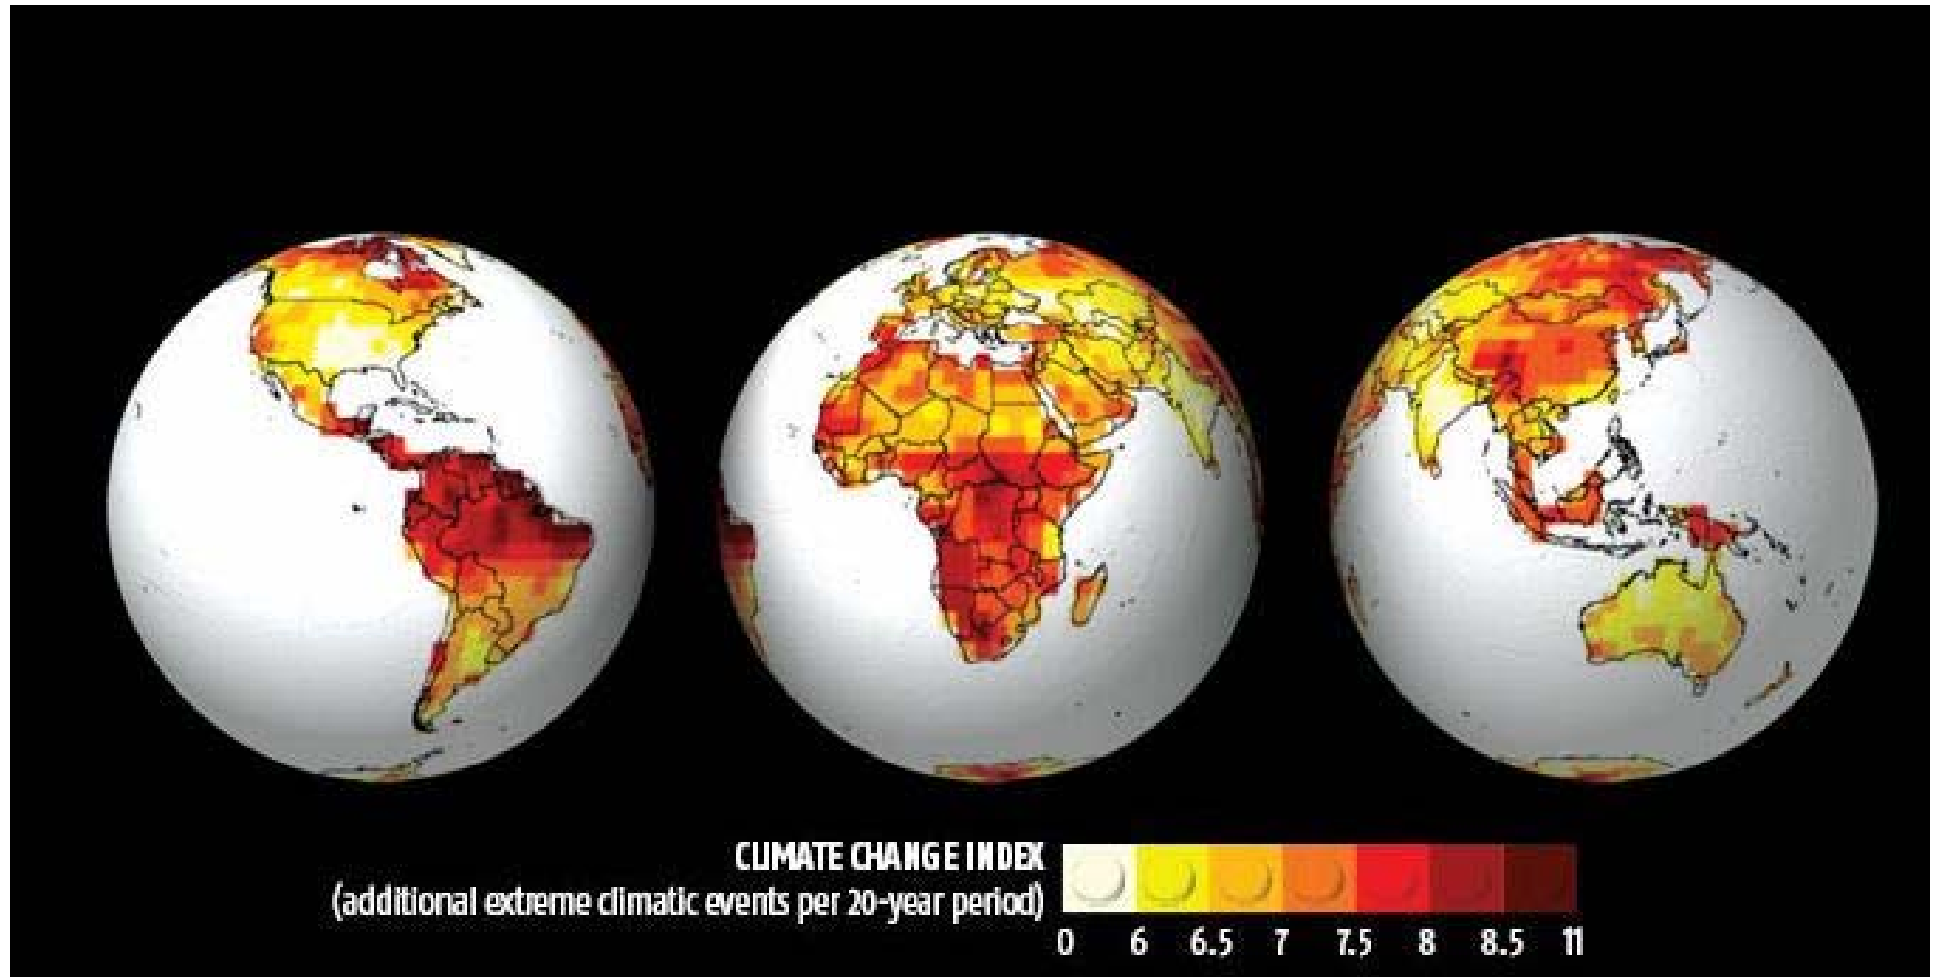 CLIMATE CHANGE INDEX
(additional extreme climatic events per 20-year period)
0 6 6.5 7 7.5 8 8.5 11